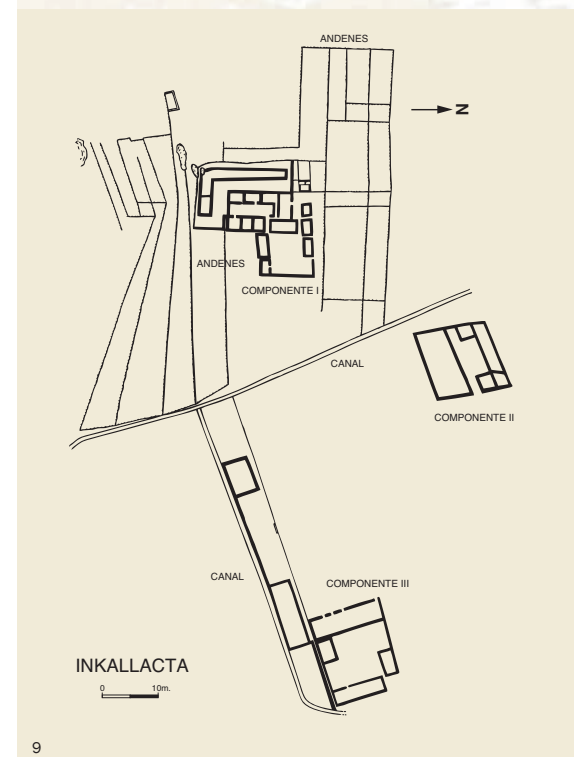 ANDENES
N
ANDENES
COMPONENTE I
CANAL
COMPONENTE II
CANAL
COMPONENTE III
INKALLACTA
0 10m.
9